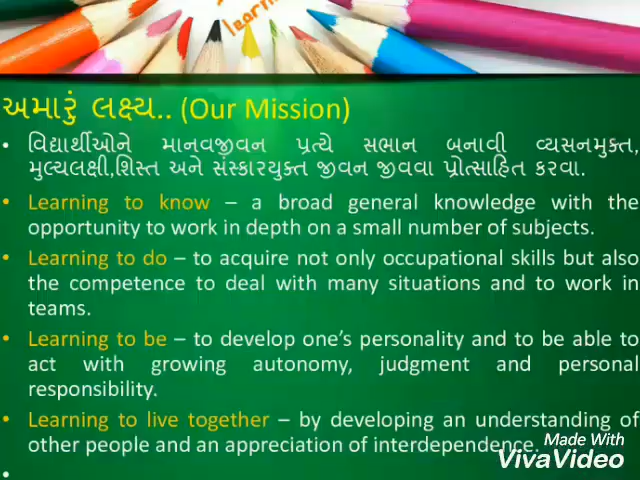 learni
અમારું લક્ષ્ય.. (Our Mission)
• વિદ્યાર્થીઓને માનવજીવન પ્રત્યે સભાન બનાવી વ્યસનમુક્ત,
મુલ્યલક્ષી,શિસ્ત અને સંસ્કારયુક્ત જીવન જીવવા પ્રોત્સાહિત કરવા.
• Learning to know – a broad general knowledge with the
opportunity to work in depth on a small number of subjects.
• Learning to do – to acquire not only occupational skills but also
the competence to deal with many situations and to work in
teams.
• Learning to be – to develop one’s personality and to be able to
act with growing autonomy, judgment and personal
responsibility.
• Learning to live together – by developing an understanding of
other people and an appreciation of interdependence.
•
Made With
VivaVideo